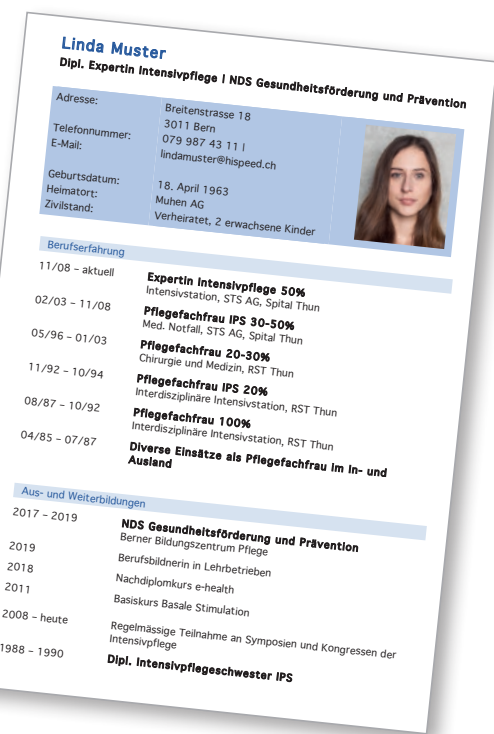 Linda Muster
Dipl. Expertin Intensivpflege I NDS Gesundheitsförderung und Prävention
Adresse: Breitenstrasse 18
3011 Bern
Telefonnummer: 079 987 43 11 I
E-Mail: lindamuster@hispeed.ch
Geburtsdatum: 18. April 1963
Heimatort: Muhen AG
Zivilstand: Verheiratet, 2 erwachsene Kinder
Berufserfahrung
11/08 – aktuell Expertin Intensivpflege 50%
Intensivstation, STS AG, Spital Thun
02/03 – 11/08 Pflegefachfrau IPS 30-50%
Med. Notfall, STS AG, Spital Thun
05/96 – 01/03 Pflegefachfrau 20-30%
Chirurgie und Medizin, RST Thun
11/92 – 10/94 Pflegefachfrau IPS 20%
Interdisziplinäre Intensivstation, RST Thun
08/87 – 10/92 Pflegefachfrau 100%
Interdisziplinäre Intensivstation, RST Thun
04/85 – 07/87 Diverse Einsätze als Pflegefachfrau im In- und
Ausland
Aus- und Weiterbildungen
2017 – 2019 NDS Gesundheitsförderung und Prävention
Berner Bildungszentrum Pflege
2019 Berufsbildnerin in Lehrbetrieben
2018 Nachdiplomkurs e-health
2011 Basiskurs Basale Stimulation
2008 – heute Regelmässige Teilnahme an Symposien und Kongressen der
Intensivpflege
1988 – 1990 Dipl. Intensivpflegeschwester IPS